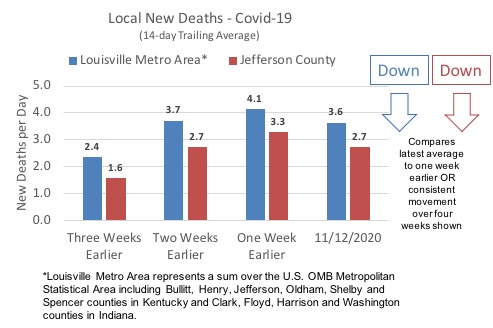 Local New Deaths - Covid-19
(14-day Trailing Average)
Louisville Metro Area* Jefferson County
Down Down
New Deaths per Day
5.0
4.0
3.0
2.0
1.0
0.0
2.4 1.6 3.7 2.7 4.1 3.3 3.6 2.7
Three Weeks Earlier
Two Weeks Earlier
One Week Earlier
11/12/2020
Compares
latest average
to one week
earlier OR
consistent
movement
over four
weeks shown
*Louisville Metro Area represents a sum over the U.S. OMB Metropolitan
Statistical Area including Bullitt, Henry, Jefferson, Oldham, Shelby and
Spencer counties in Kentucky and Clark, Floyd, Harrison and Washington
counties in Indiana.